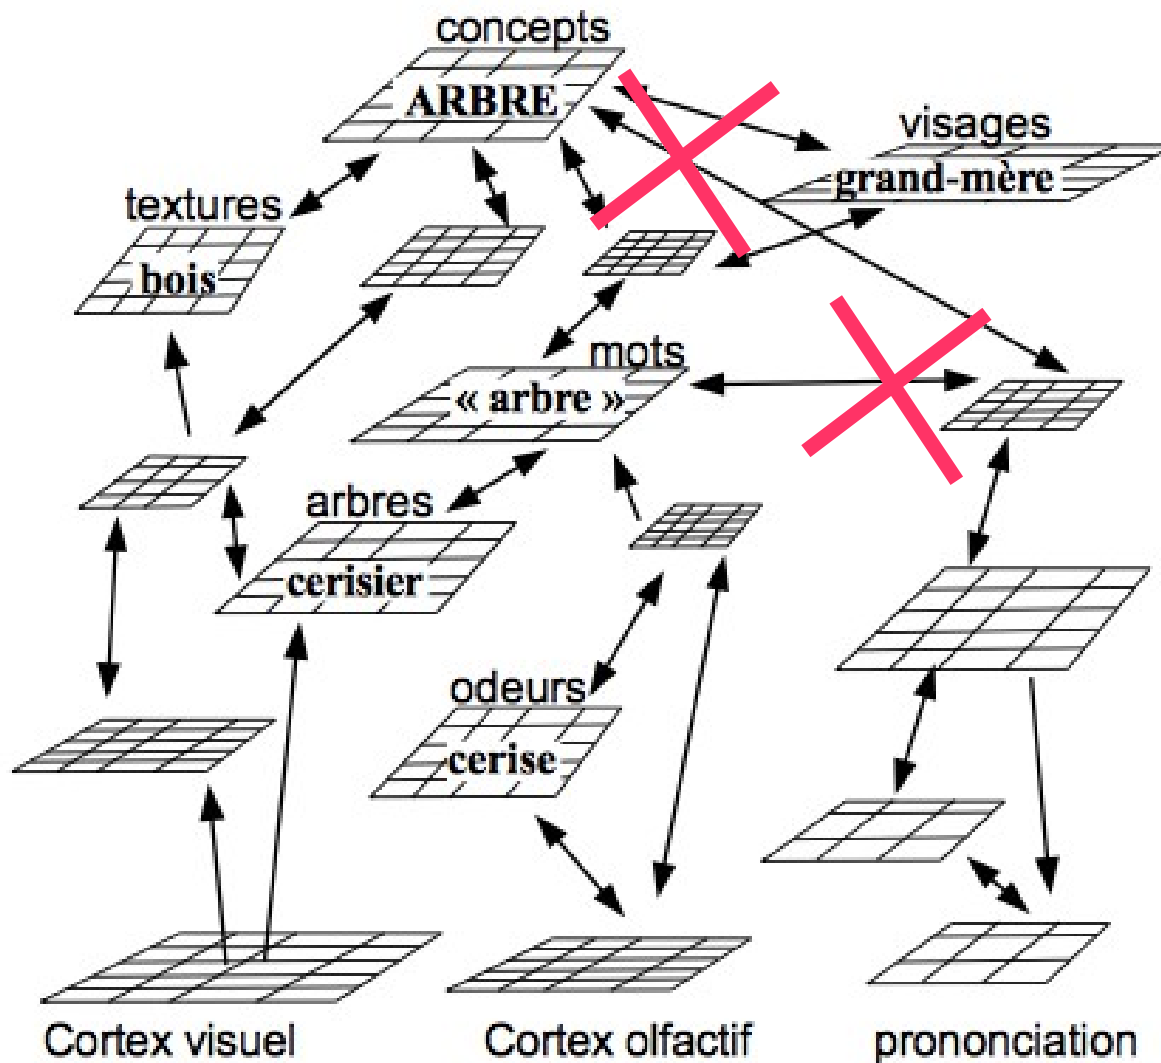 concepts
ARBRE
visages
grand-mère
textures
bois
mots
« arbre »
arbres
cerisier
odeurs
cerise
Cortex visuel
Cortex olfactif
prononciation